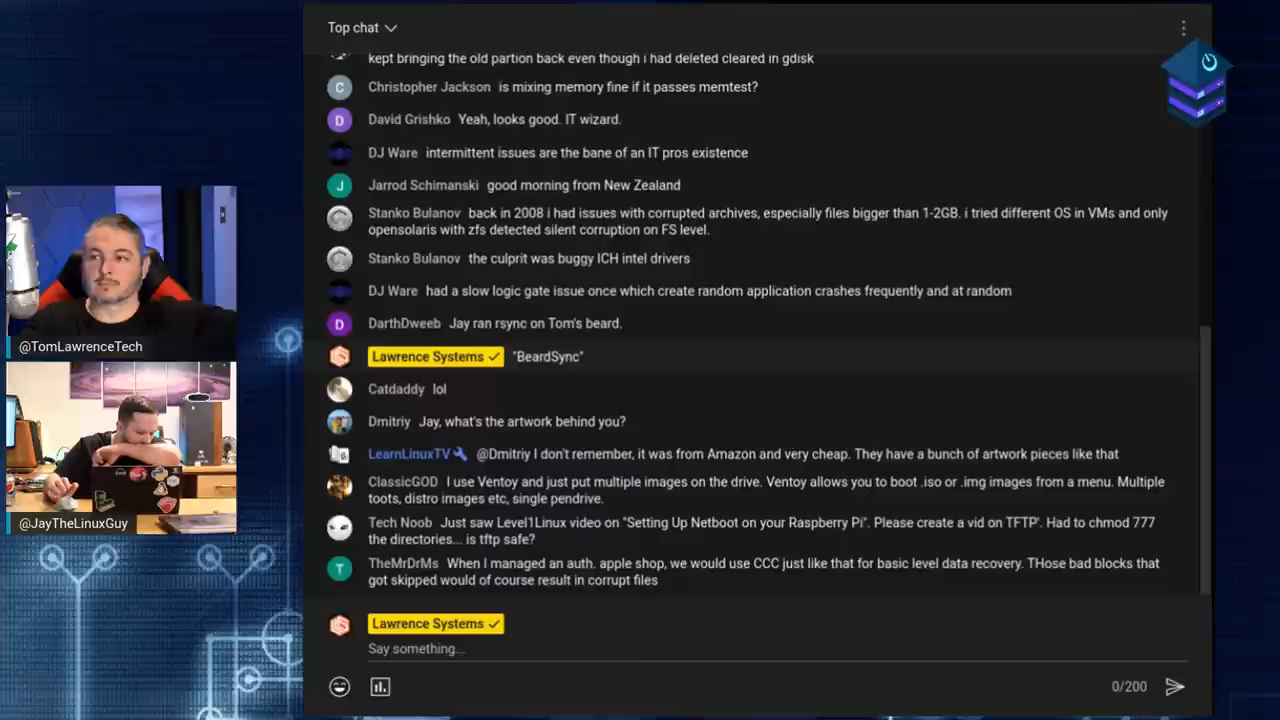 Top chat
kept bringing the old partion back even though i had deleted cleared in gdisk
C Christopher Jackson is mixing memory fine if it passes memtest?
D David Grishko Yeah, looks good. IT wizard.
DJ Ware intermittent issues are the bane of an IT pros existence
J Jarrod Schimanski good morning from New Zealand
Stanko Bulanov back in 2008 i had issues with corrupted archives, especially files bigger than 1-2GB. i tried different OS in VMs and only
opensolaris with zfs detected silent corruption on FS level.
Stanko Bulanov the culprit was buggy ICH intel drivers
DJ Ware had a slow logic gate issue once which create random application crashes frequently and at random
D DarthDweeb Jay ran rsync on Tom's beard.
Lawrence Systems "BeardSync"
Catdaddy lol
Dmitriy Jay, what's the artwork behind you?
LearnLinuxTV @Dmitriy I don't remember, it was from Amazon and very cheap. They have a bunch of artwork pieces like that
ClassicGOD I use Ventoy and just put multiple images on the drive. Ventoy allows you to boot .iso or .img images from a menu. Multiple
toots, distro images etc, single pendrive.
Tech Noob Just saw Level1Linux video on "Setting Up Netboot on your Raspberry Pi". Please create a vid on TFTP'. Had to chmod 777
the directories... is tftp safe?
T TheMrDrMs When I managed an auth. apple shop, we would use CCC just like that for basic level data recovery. THose bad blocks that
got skipped would of course result in corrupt files
Lawrence Systems
Say something...
0/200
@TomLawrenceTech
@JayTheLinuxGuy